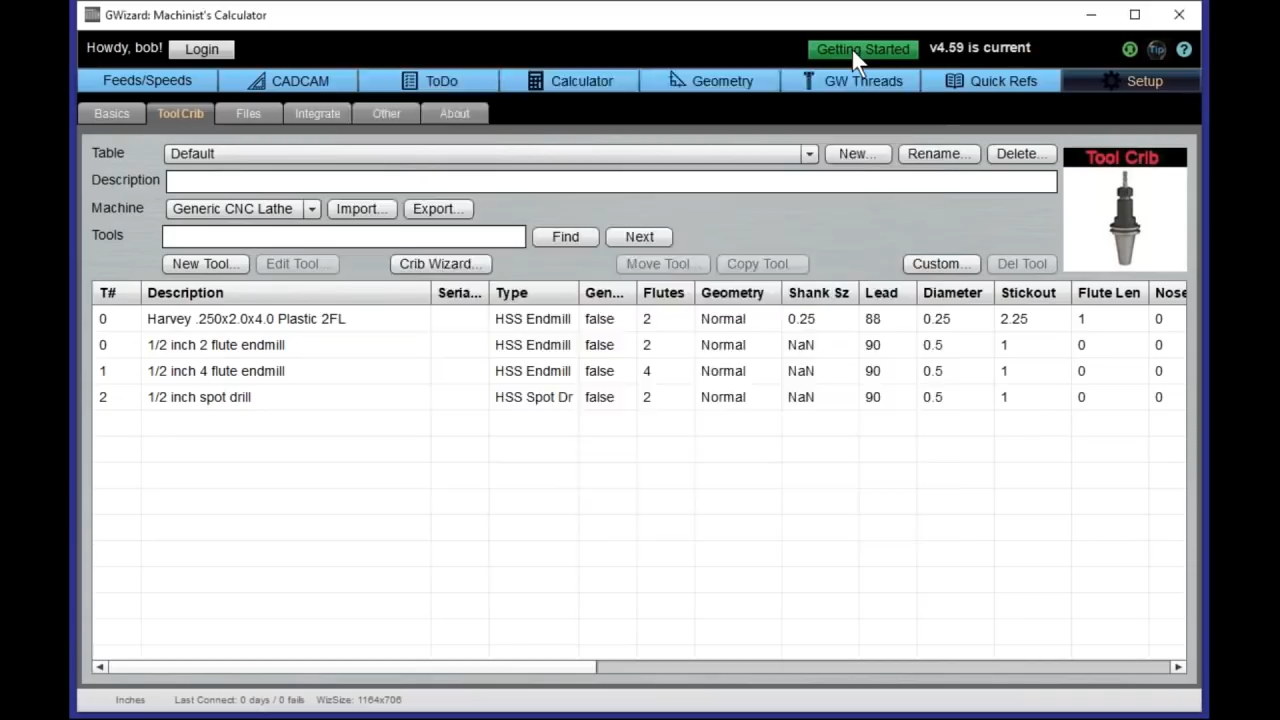 GWizard: Machinist's Calculator
Howdy, bob! Login Getting Started v4.59 is current Tip ?
Feeds/Speeds CADCAM ToDo Calculator Geometry GW Threads Quick Refs Setup
Basics Tool Crib Files Integrate Other About
Table Default New... Rename... Delete... Tool Crib
Description
Machine Generic CNC Lathe Import... Export...
Tools Find Next
New Tool... Edit Tool... Crib Wizard... Move Tool... Copy Tool... Custom... Del Tool
T# Description Seria... Type Gen... Flutes Geometry Shank Sz Lead Diameter Stickout Flute Len Nose
0 Harvey .250x2.0x4.0 Plastic 2FL HSS Endmill false 2 Normal 0.25 88 0.25 2.25 1 0
0 1/2 inch 2 flute endmill HSS Endmill false 2 Normal NaN 90 0.5 1 0 0
1 1/2 inch 4 flute endmill HSS Endmill false 4 Normal NaN 90 0.5 1 0 0
2 1/2 inch spot drill HSS Spot Dr false 2 Normal NaN 90 0.5 1 0 0
Inches Last Connect: 0 days / 0 fails WizSize: 1164x706